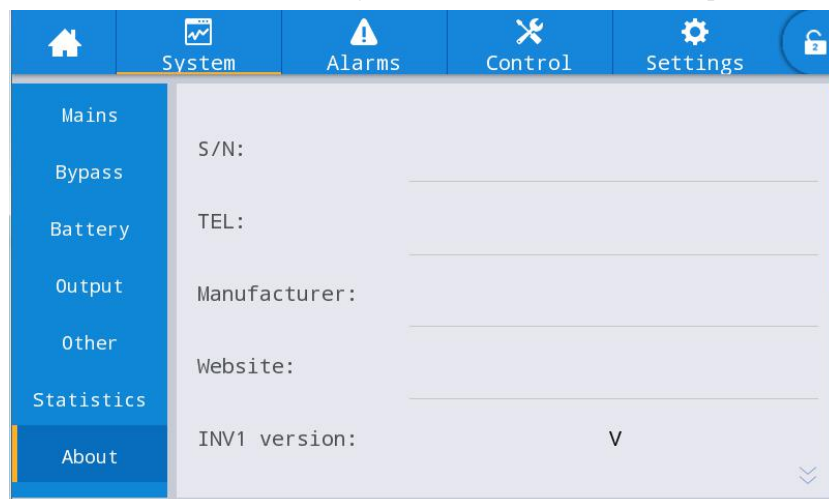 System
Alarms
Control
Settings
2
Mains
Bypass
Battery
Output
Other
Statistics
About
S/N:
TEL:
Manufacturer:
Website:
INV1 version: V